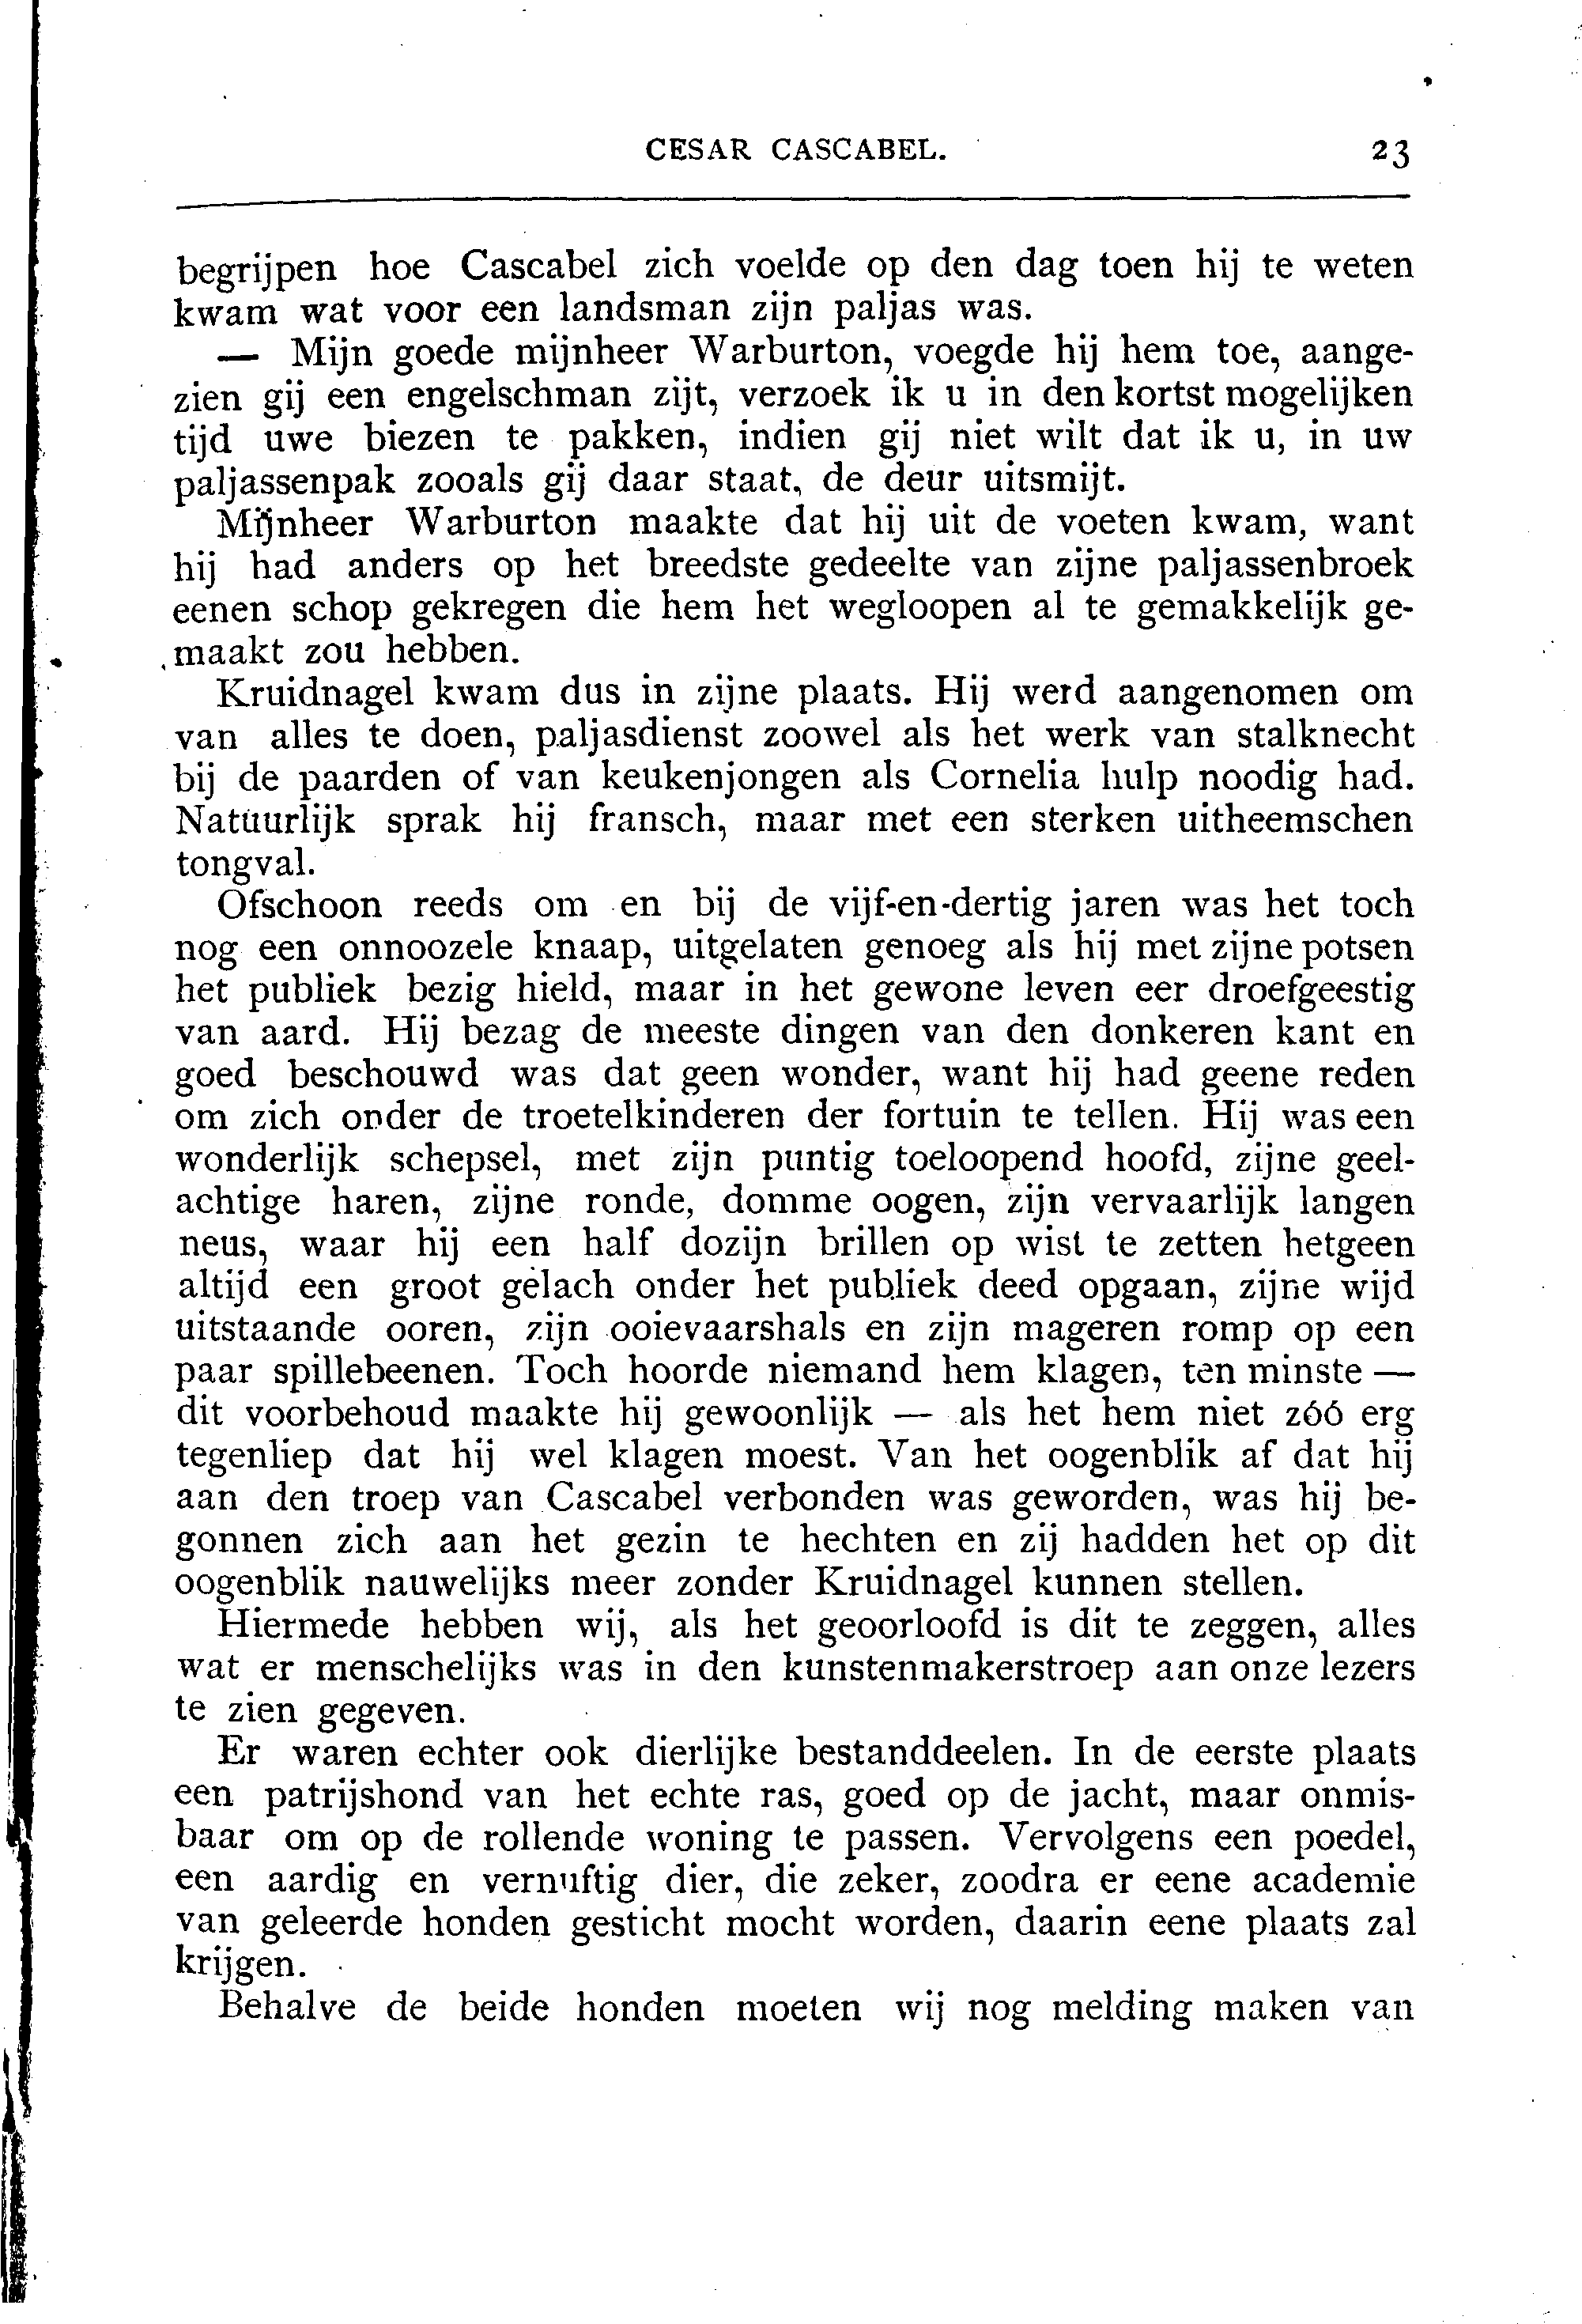 CESAR CASCABEL. 23
begrijpen hoe Cascabel zich voelde op den dag toen hij te weten
kwam wat voor een landsman zijn paljas was.
— Mijn goede mijnheer Warburton, voegde hij hem toe, aange-
zien gij een engelschman zijt, verzoek ik u in den kortst mogelijken
tijd uwe biezen te pakken, indien gij niet wilt dat ik u, in uw
paljassenpak zooals gij daar staat, de deur uitsmijt.
Mijnheer Warburton maakte dat hij uit de voeten kwam, want
hij had anders op het breedste gedeelte van zijne paljassenbroek
eenen schop gekregen die hem het wegloopen al te gemakkelijk ge-
maakt zou hebben.
Kruidnagel kwam dus in zijne plaats. Hij werd aangenomen om
van alles te doen, paljasdienst zoowel als het werk van stalknecht
bij de paarden of van keukenjongen als Cornelia hulp noodig had.
Natuurlijk sprak hij fransch, maar met een sterken uitheemschen
tongval.
Ofschoon reeds om en bij de vijf-en-dertig jaren was het toch
nog een onnoozele knaap, uitgelaten genoeg als hij met zijne potsen
het publiek bezig hield, maar in het gewone leven eer droefgeestig
van aard. Hij bezag de meeste dingen van den donkeren kant en
goed beschouwd was dat geen wonder, want hij had geene reden
om zich onder de troetelkinderen der fortuin te tellen. Hij was een
wonderlijk schepsel, met zijn puntig toeloopend hoofd, zijne geel-
achtige haren, zijne ronde, domme oogen, zijn vervaarlijk langen
neus, waar hij een half dozijn brillen op wist te zetten hetgeen
altijd een groot gelach onder het publiek deed opgaan, zijne wijd
uitstaande ooren, zijn ooievaarshals en zijn mageren romp op een
paar spillebeenen. Toch hoorde niemand hem klagen, ten minste —
dit voorbehoud maakte hij gewoonlijk — als het hem niet zóó erg
tegenliep dat hij wel klagen moest. Van het oogenblik af dat hij
aan den troep van Cascabel verbonden was geworden, was hij be-
gonnen zich aan het gezin te hechten en zij hadden het op dit
oogenblik nauwelijks meer zonder Kruidnagel kunnen stellen.
Hiermede hebben wij, als het geoorloofd is dit te zeggen, alles
wat er menschelijks was in den kunstenmakerstroep aan onze lezers
te zien gegeven.
Er waren echter ook dierlijke bestanddeelen. In de eerste plaats
een patrijshond van het echte ras, goed op de jacht, maar onmis-
baar om op de rollende woning te passen. Vervolgens een poedel,
een aardig en vernuftig dier, die zeker, zoodra er eene academie
van geleerde honden gesticht mocht worden, daarin eene plaats zal
krijgen.
Behalve de beide honden moeten wij nog melding maken van